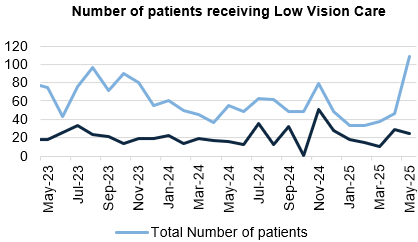 Number of patients receiving Low Vision Care
120
100
80
60
40
20
0
May-23
Jul-23
Sep-23
Nov-23
Jan-24
Mar-24
May-24
Jul-24
Sep-24
Nov-24
Jan-25
Mar-25
May-25
Total Number of patients